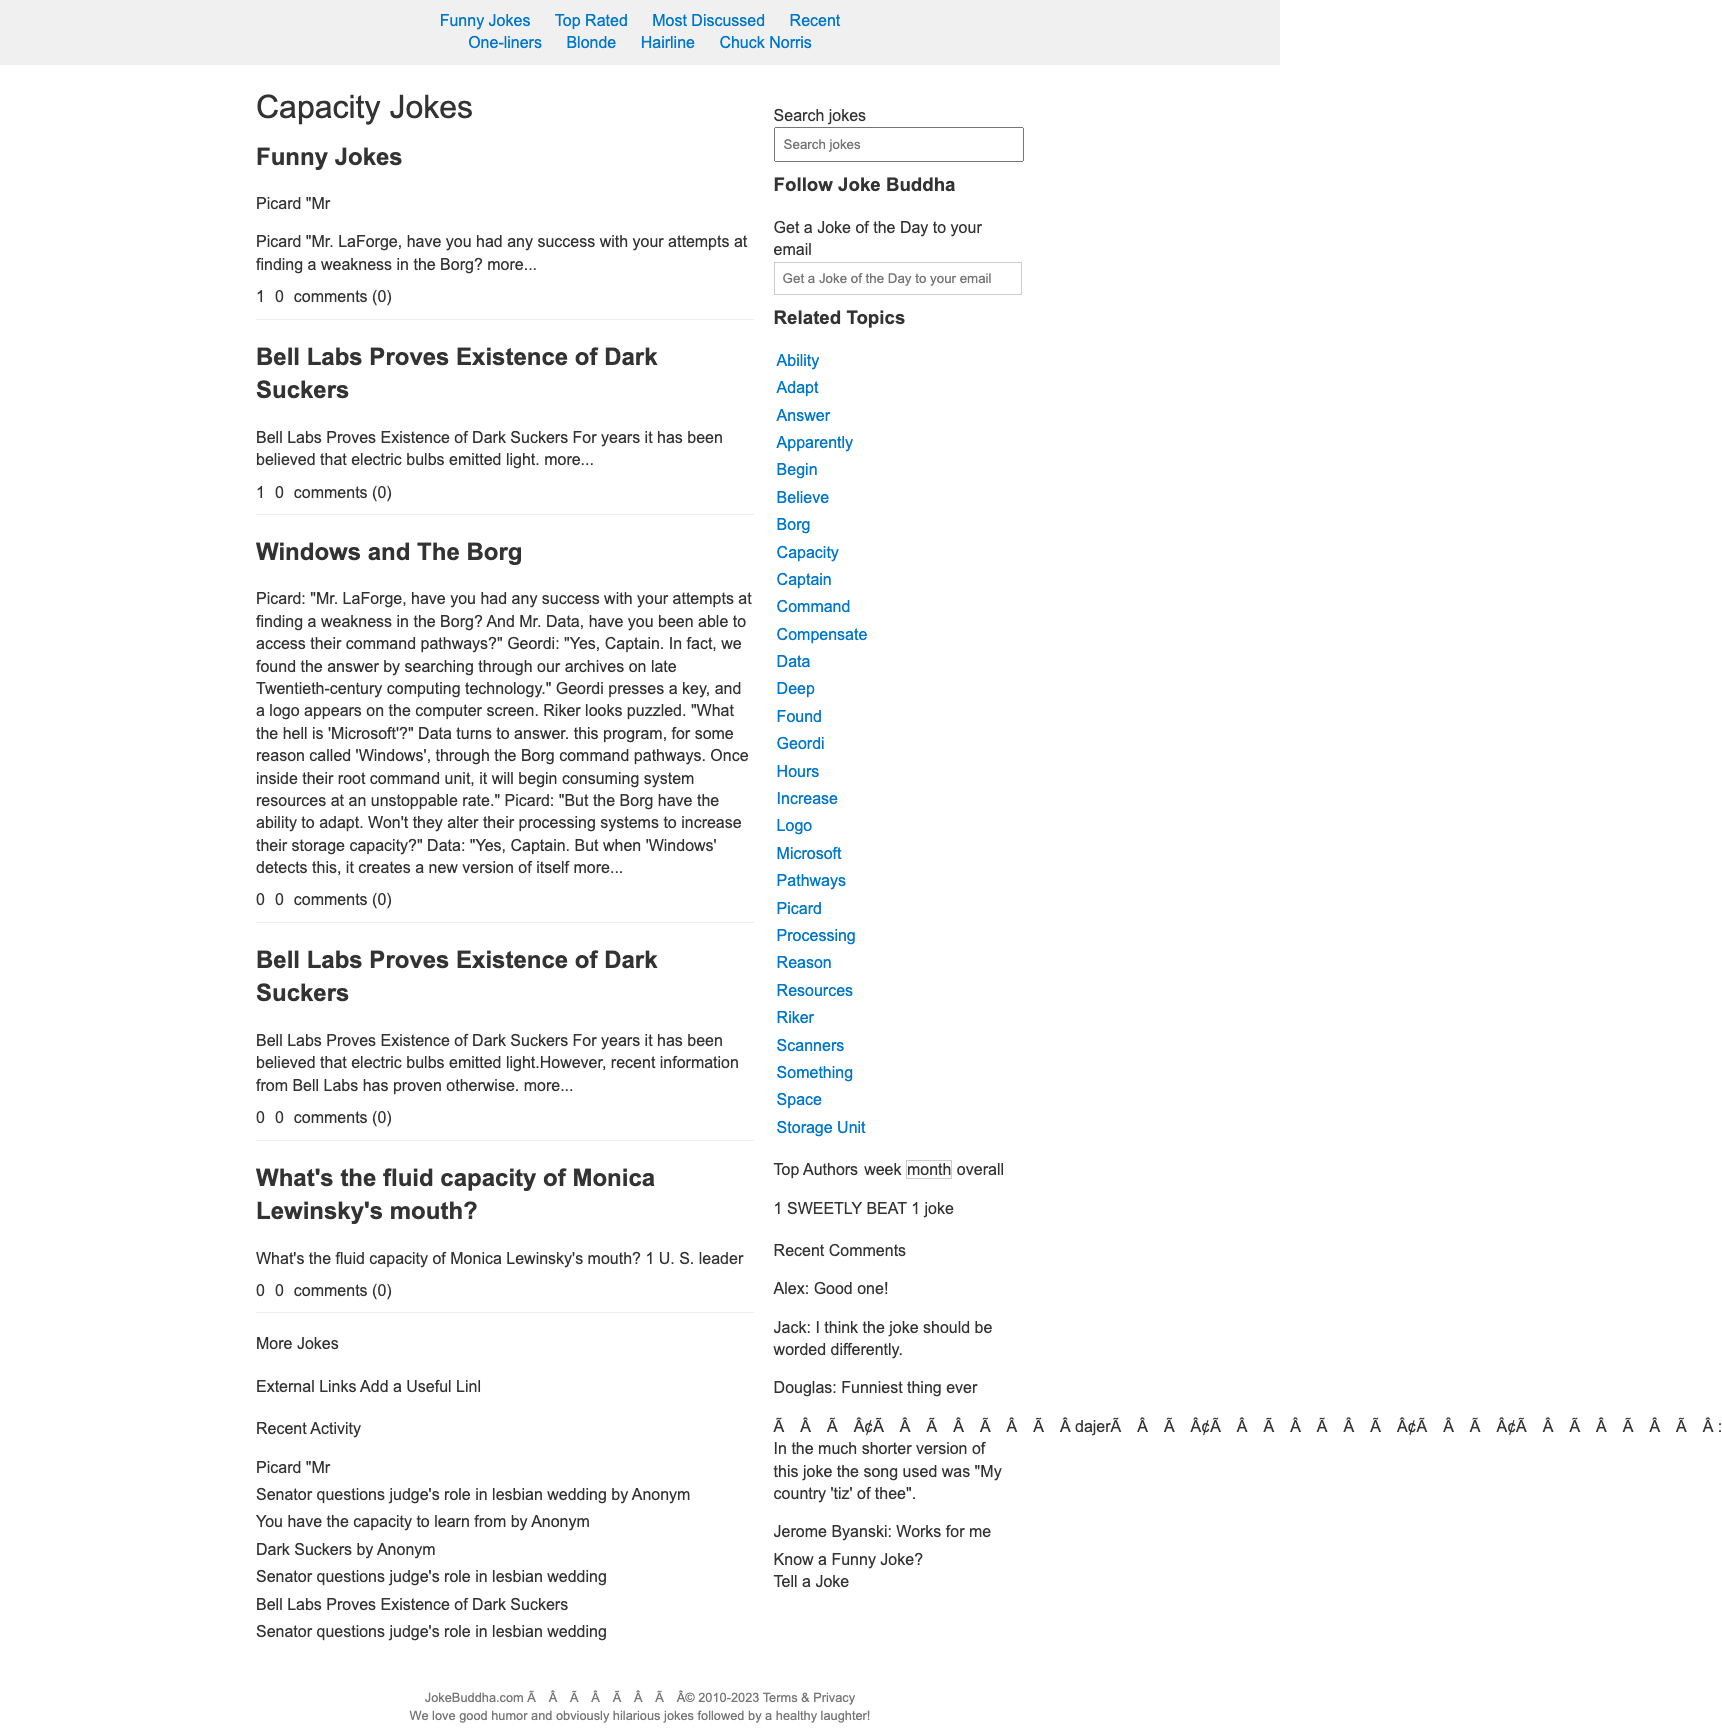 Funny Jokes Top Rated Most Discussed Recent
One-liners Blonde Hairline Chuck Norris
Capacity Jokes
Funny Jokes
Picard "Mr
Picard "Mr. LaForge, have you had any success with your attempts at
finding a weakness in the Borg? more...
1 0 comments (0)
Bell Labs Proves Existence of Dark
Suckers
Bell Labs Proves Existence of Dark Suckers For years it has been
believed that electric bulbs emitted light. more...
1 0 comments (0)
Windows and The Borg
Picard: "Mr. LaForge, have you had any success with your attempts at
finding a weakness in the Borg? And Mr. Data, have you been able to
access their command pathways?" Geordi: "Yes, Captain. In fact, we
found the answer by searching through our archives on late
Twentieth-century computing technology." Geordi presses a key, and
a logo appears on the computer screen. Riker looks puzzled. "What
the hell is 'Microsoft'?" Data turns to answer. this program, for some
reason called 'Windows', through the Borg command pathways. Once
inside their root command unit, it will begin consuming system
resources at an unstoppable rate." Picard: "But the Borg have the
ability to adapt. Won't they alter their processing systems to increase
their storage capacity?" Data: "Yes, Captain. But when 'Windows'
detects this, it creates a new version of itself more...
0 0 comments (0)
Bell Labs Proves Existence of Dark
Suckers
Bell Labs Proves Existence of Dark Suckers For years it has been
believed that electric bulbs emitted light.However, recent information
from Bell Labs has proven otherwise. more...
0 0 comments (0)
What's the fluid capacity of Monica
Lewinsky's mouth?
What's the fluid capacity of Monica Lewinsky's mouth? 1 U. S. leader
0 0 comments (0)
More Jokes
External Links Add a Useful Linl
Recent Activity
Picard "Mr
Senator questions judge's role in lesbian wedding by Anonym
You have the capacity to learn from by Anonym
Dark Suckers by Anonym
Senator questions judge's role in lesbian wedding
Bell Labs Proves Existence of Dark Suckers
Senator questions judge's role in lesbian wedding
Search jokes
Search jokes
Follow Joke Buddha
Get a Joke of the Day to your
email
Get a Joke of the Day to your email
Related Topics
Ability
Adapt
Answer
Apparently
Begin
Believe
Borg
Capacity
Captain
Command
Compensate
Data
Deep
Found
Geordi
Hours
Increase
Logo
Microsoft
Pathways
Picard
Processing
Reason
Resources
Riker
Scanners
Something
Space
Storage Unit
Top Authors week month overall
1 SWEETLY BEAT 1 joke
Recent Comments
Alex: Good one!
Jack: I think the joke should be
worded differently.
Douglas: Funniest thing ever
Ã Â Ã Â¢Ã Â Ã Â Ã Â Ã Â dajerÃ Â Ã Â¢Ã Â Ã Â Ã Â Ã Â¢Ã Â Ã Â¢Ã Â Ã Â Ã Â Ã Â :
In the much shorter version of
this joke the song used was "My
country 'tiz' of thee".
Jerome Byanski: Works for me
Know a Funny Joke?
Tell a Joke
JokeBuddha.com Ã Â Ã Â Ã Â Ã Â© 2010-2023 Terms & Privacy
We love good humor and obviously hilarious jokes followed by a healthy laughter!